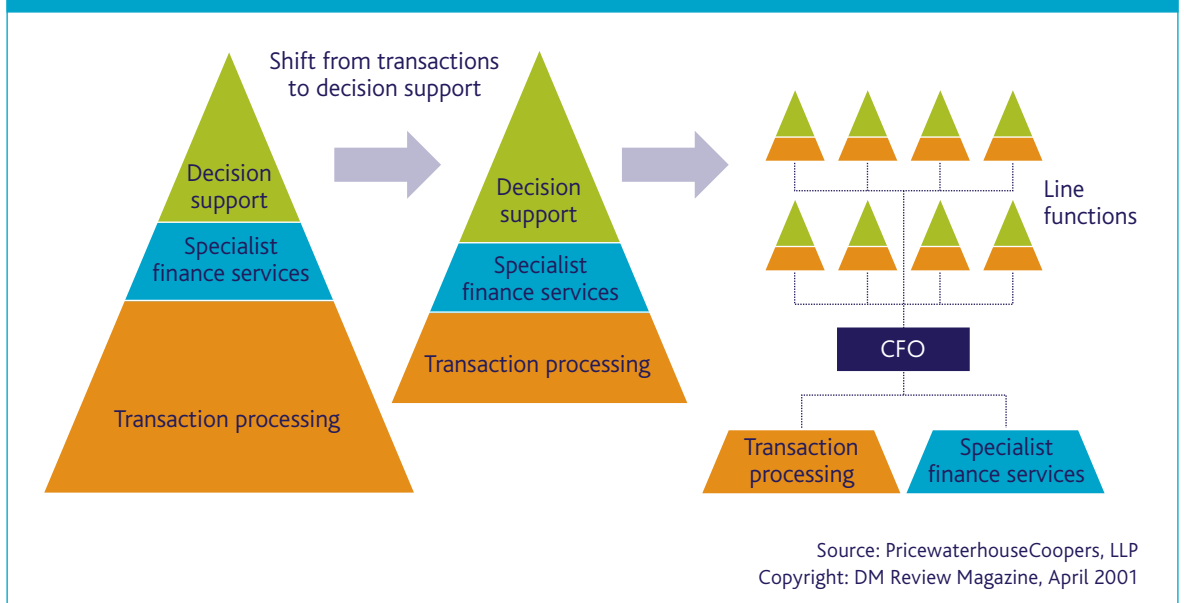 Shift from transactions
to decision support
Decision
support
Specialist
finance services
Transaction processing
Decision
support
Specialist
finance services
Transaction processing
Line
functions
CFO
Transaction
processing
Specialist
finance services
Source: PricewaterhouseCoopers, LLP
Copyright: DM Review Magazine, April 2001